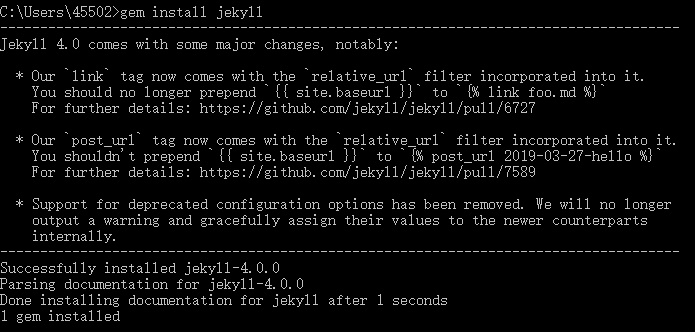 C:\Users\45502>gem install jekyll
-------------------------------------------------------------------------------------
Jekyll 4.0 comes with some major changes, notably:
  * Our `link` tag now comes with the `relative_url` filter incorporated into it.
    You should no longer prepend `{{ site.baseurl }}` to `{% link foo.md %}`
    For further details: https://github.com/jekyll/jekyll/pull/6727
  * Our `post_url` tag now comes with the `relative_url` filter incorporated into it.
    You shouldn't prepend `{{ site.baseurl }}` to `{% post_url 2019-03-27-hello %}`
    For further details: https://github.com/jekyll/jekyll/pull/7589
  * Support for deprecated configuration options has been removed. We will no longer
    output a warning and gracefully assign their values to the newer counterparts
    internally.
-------------------------------------------------------------------------------------
Successfully installed jekyll-4.0.0
Parsing documentation for jekyll-4.0.0
Done installing documentation for jekyll after 1 seconds
1 gem installed